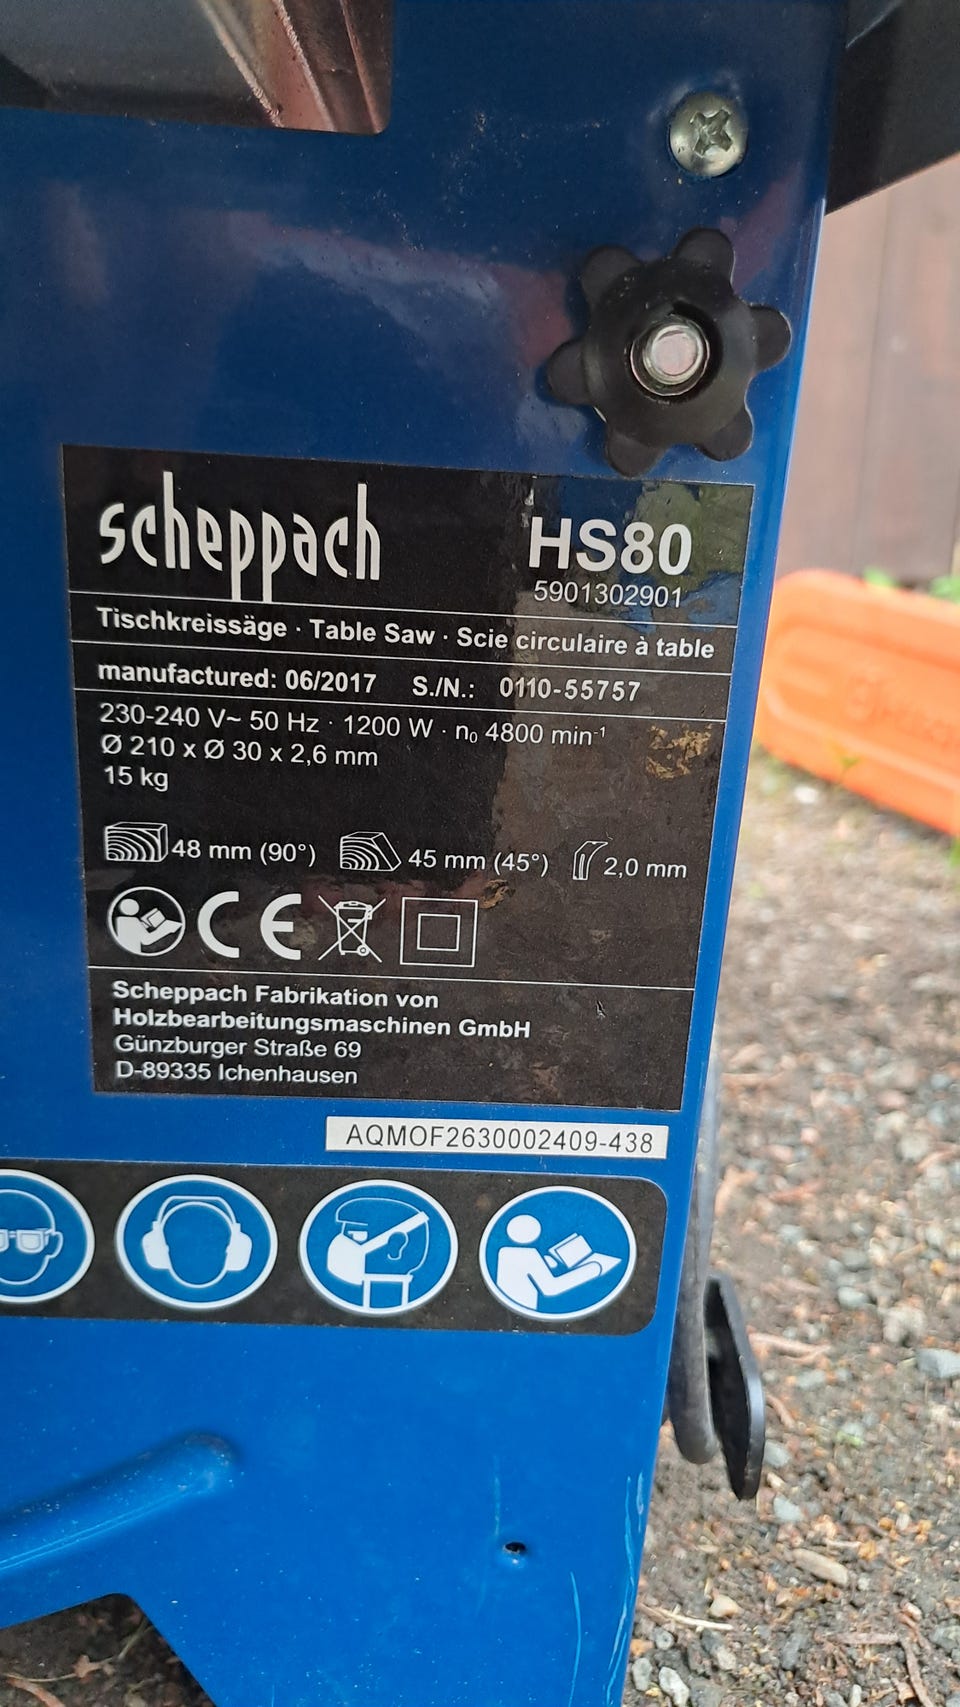 scheppach HS80
5901302901
Tischkreissäge · Table Saw · Scie circulaire à table
manufactured: 06/2017 S./N.: 0110-55757
230-240 V~ 50 Hz · 1200 W · n₀ 4800 min⁻¹
Ø 210 x Ø 30 x 2,6 mm
15 kg
48 mm (90°) 45 mm (45°) 2,0 mm
CE
Scheppach Fabrikation von
Holzbearbeitungsmaschinen GmbH
Günzburger Straße 69
D-89335 Ichenhausen
AQMOF2630002409-438